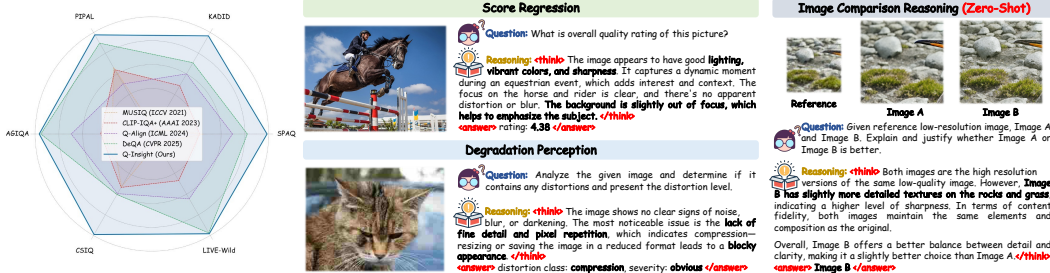 PIPAL
KADID
AGIQA
SPAQ
CSIQ
LIVE-Wild
MUSIQ (ICCV 2021)
CLIP-IQA+ (AAAI 2023)
Q-Align (ICML 2024)
DeQA (CVPR 2025)
Q-Insight (Ours)
Score Regression
Question: What is overall quality rating of this picture?
Reasoning: <think> The image appears to have good lighting,
vibrant colors, and sharpness. It captures a dynamic moment
during an equestrian event, which adds interest and context. The
focus on the horse and rider is clear, and there's no apparent
distortion or blur. The background is slightly out of focus, which
helps to emphasize the subject. </think>
<answer> rating: 4.38 </answer>
Degradation Perception
Question: Analyze the given image and determine if it
contains any distortions and present the distortion level.
Reasoning: <think> The image shows no clear signs of noise,
blur, or darkening. The most noticeable issue is the lack of
fine detail and pixel repetition, which indicates compression—
resizing or saving the image in a reduced format leads to a blocky
appearance. </think>
<answer> distortion class: compression, severity: obvious </answer>
Image Comparison Reasoning (Zero-Shot)
Reference
Image A
Image B
Question: Given reference low-resolution image, Image A
and Image B. Explain and justify whether Image A or
Image B is better.
Reasoning: <think> Both images are the high resolution
versions of the same low-quality image. However, Image
B has slightly more detailed textures on the rocks and grass,
indicating a higher level of sharpness. In terms of content
fidelity, both images maintain the same elements and
composition as the original.
Overall, Image B offers a better balance between detail and
clarity, making it a slightly better choice than Image A.</think>
<answer> Image B </answer>